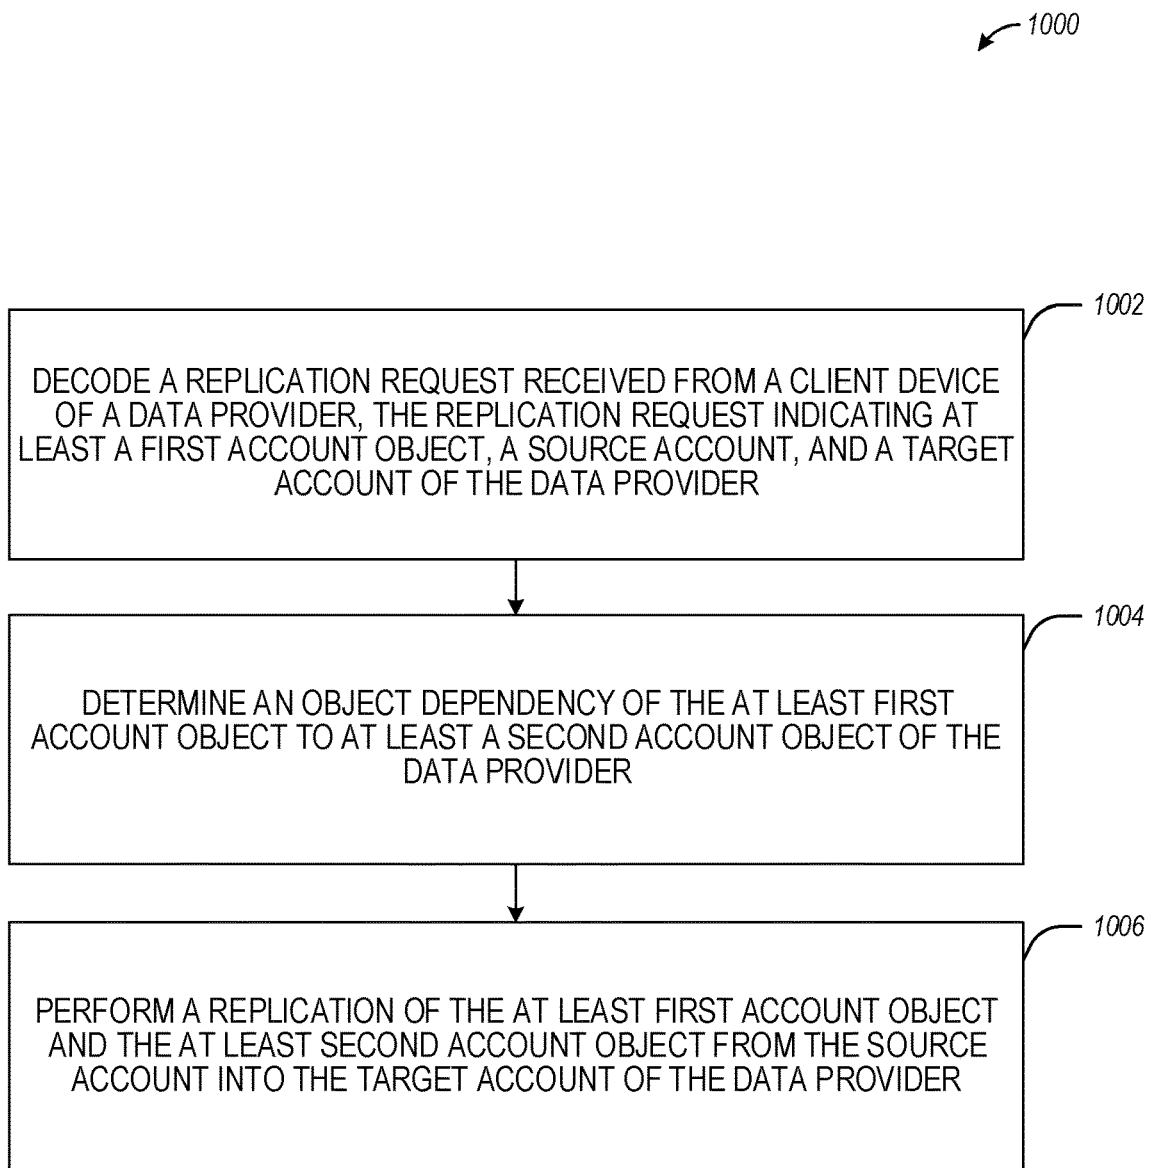 1000
1002
DECODE A REPLICATION REQUEST RECEIVED FROM A CLIENT DEVICE
OF A DATA PROVIDER, THE REPLICATION REQUEST INDICATING AT
LEAST A FIRST ACCOUNT OBJECT, A SOURCE ACCOUNT, AND A TARGET
ACCOUNT OF THE DATA PROVIDER
1004
DETERMINE AN OBJECT DEPENDENCY OF THE AT LEAST FIRST
ACCOUNT OBJECT TO AT LEAST A SECOND ACCOUNT OBJECT OF THE
DATA PROVIDER
1006
PERFORM A REPLICATION OF THE AT LEAST FIRST ACCOUNT OBJECT
AND THE AT LEAST SECOND ACCOUNT OBJECT FROM THE SOURCE
ACCOUNT INTO THE TARGET ACCOUNT OF THE DATA PROVIDER